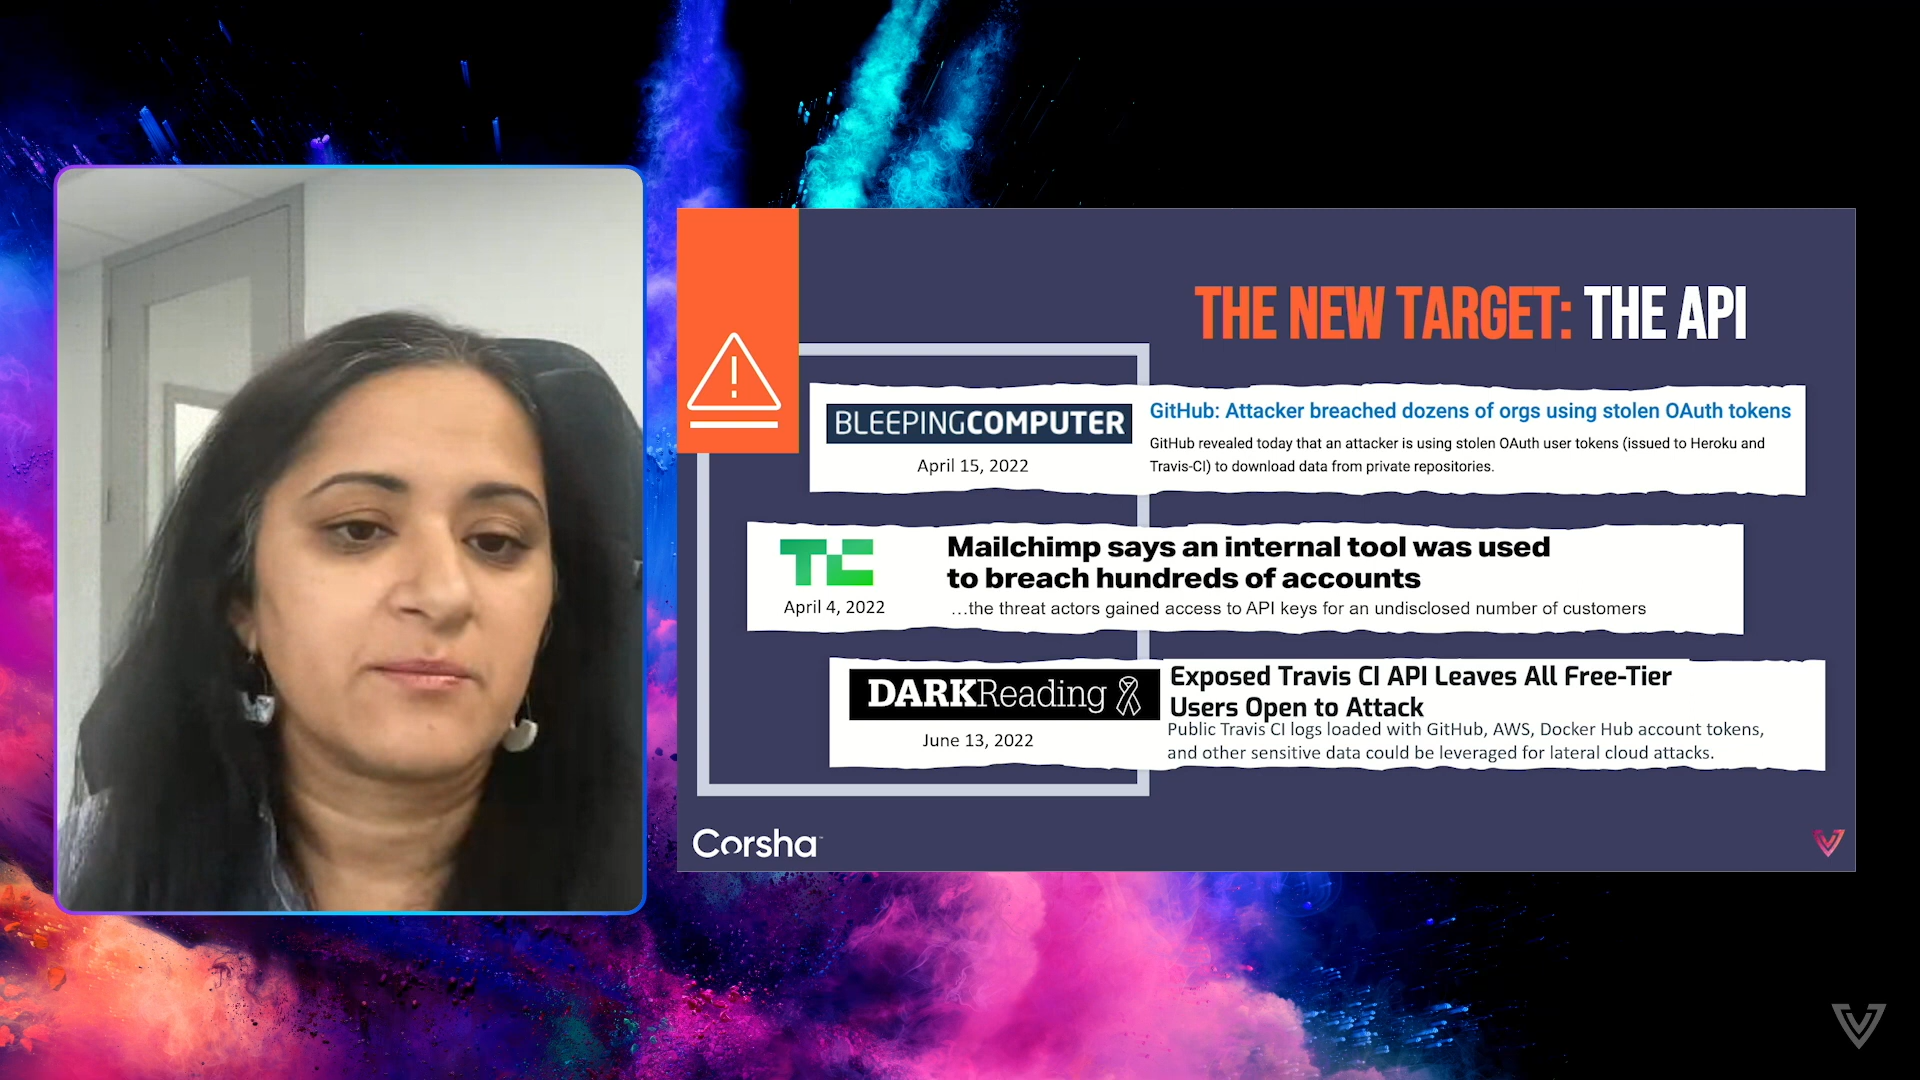 THE NEW TARGET: THE API
BLEEPINGCOMPUTER
April 15, 2022
GitHub: Attacker breached dozens of orgs using stolen OAuth tokens
GitHub revealed today that an attacker is using stolen OAuth user tokens (issued to Heroku and
Travis-CI) to download data from private repositories.
TC
April 4, 2022
Mailchimp says an internal tool was used
to breach hundreds of accounts
...the threat actors gained access to API keys for an undisclosed number of customers
DARKReading
June 13, 2022
Exposed Travis CI API Leaves All Free-Tier
Users Open to Attack
Public Travis CI logs loaded with GitHub, AWS, Docker Hub account tokens,
and other sensitive data could be leveraged for lateral cloud attacks.
Corsha